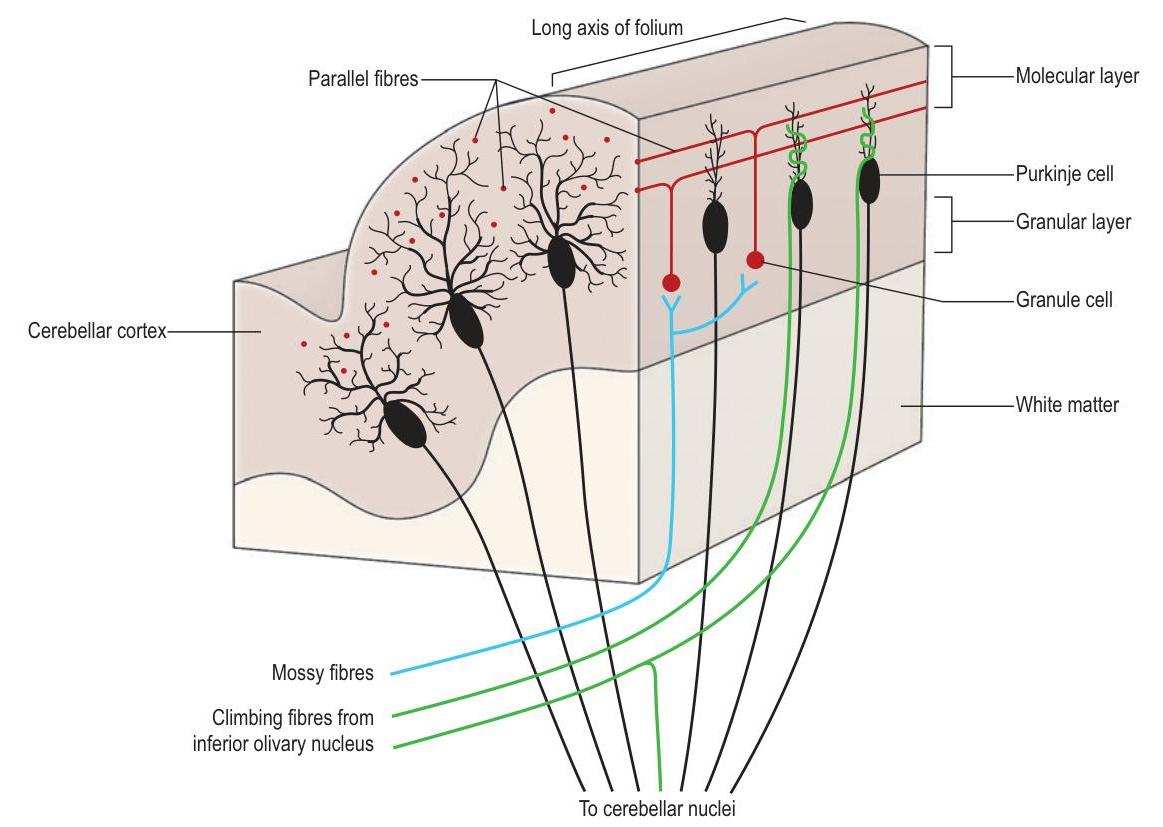 Long axis of folium
Parallel fibres
Molecular layer
Purkinje cell
Granular layer
Granule cell
Cerebellar cortex
White matter
Mossy fibres
Climbing fibres from
inferior olivary nucleus
To cerebellar nuclei